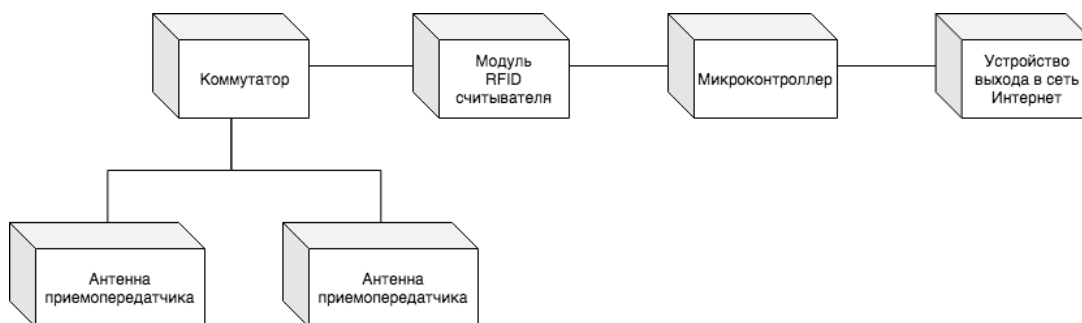 Коммутатор
Модуль
RFID
считывателя
Микроконтроллер
Устройство
выхода в сеть
Интернет
Антенна
приемопередатчика
Антенна
приемопередатчика